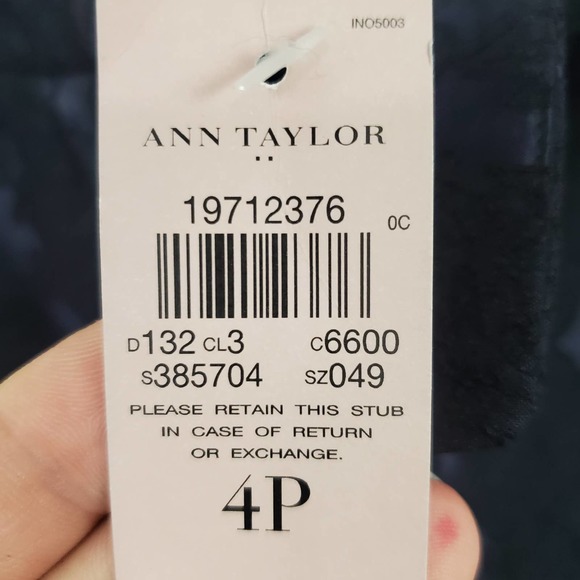 INO5003
ANN TAYLOR
19712376
0C
D132 CL3 C6600
S385704 SZ049
PLEASE RETAIN THIS STUB
IN CASE OF RETURN
OR EXCHANGE.
4P